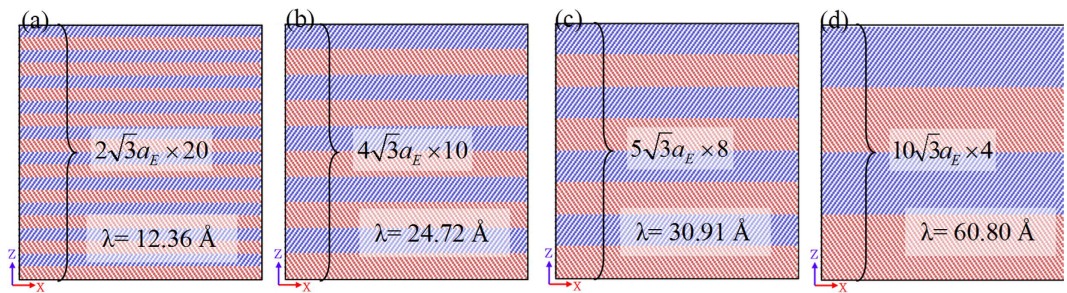 (a)
2√3a_E × 20
λ= 12.36 Å
Z
X
(b)
4√3a_E × 10
λ= 24.72 Å
Z
X
(c)
5√3a_E × 8
λ= 30.91 Å
Z
X
(d)
10√3a_E × 4
λ= 60.80 Å
Z
X